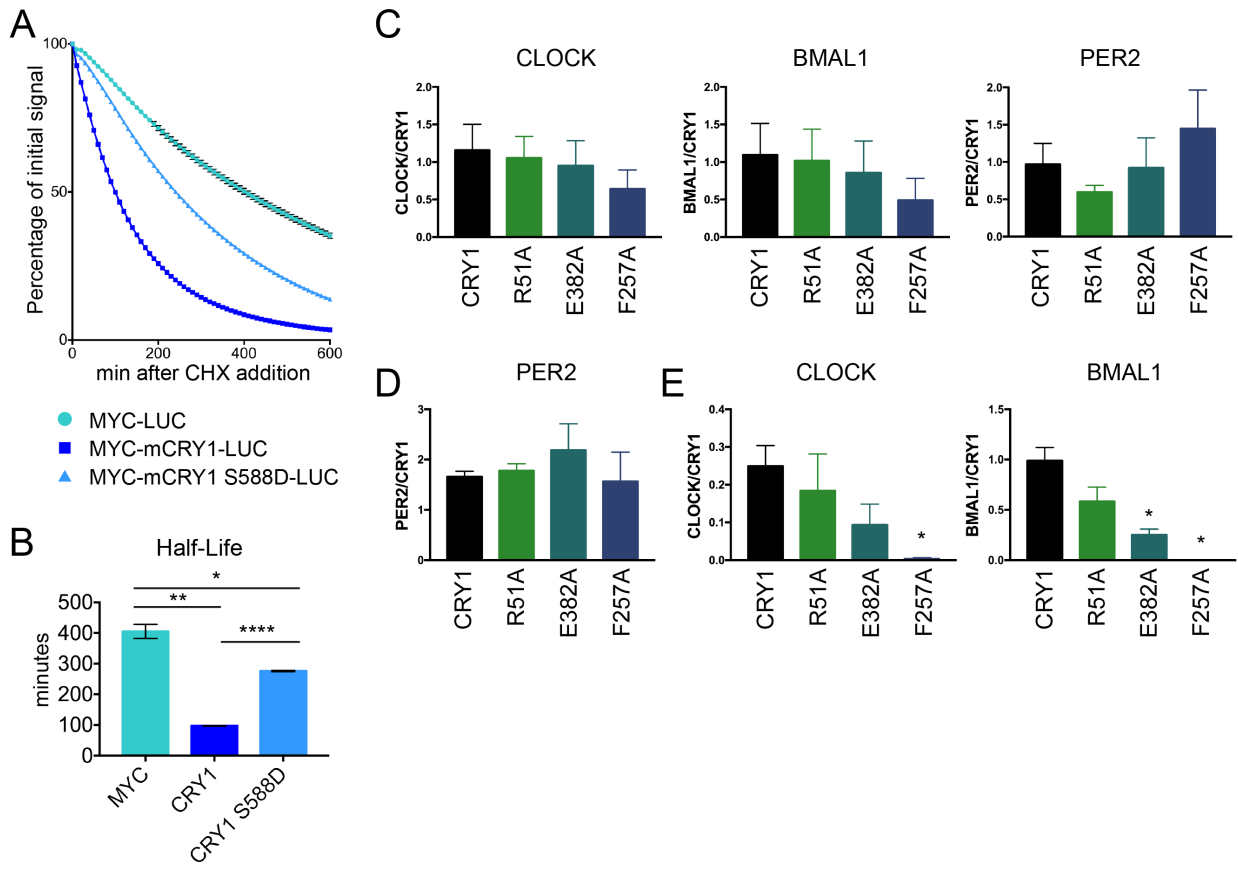 A
Percentage of initial signal
100
50
0
0 200 400 600
min after CHX addition
MYC-LUC
MYC-mCRY1-LUC
MYC-mCRY1 S588D-LUC
B
Half-Life
*
**
****
minutes
500
400
300
200
100
0
MYC CRY1 CRY1 S588D
C
CLOCK
CLOCK/CRY1
2.0
1.5
1.0
0.5
0.0
CRY1 R51A E382A F257A
BMAL1
BMAL1/CRY1
2.0
1.5
1.0
0.5
0.0
CRY1 R51A E382A F257A
PER2
PER2/CRY1
2.0
1.5
1.0
0.5
0.0
CRY1 R51A E382A F257A
D
PER2
PER2/CRY1
3
2
1
0
CRY1 R51A E382A F257A
E
CLOCK
CLOCK/CRY1
0.4
0.3
0.2
0.1
0.0
*
CRY1 R51A E382A F257A
BMAL1
BMAL1/CRY1
1.5
1.0
0.5
0.0
* *
CRY1 R51A E382A F257A